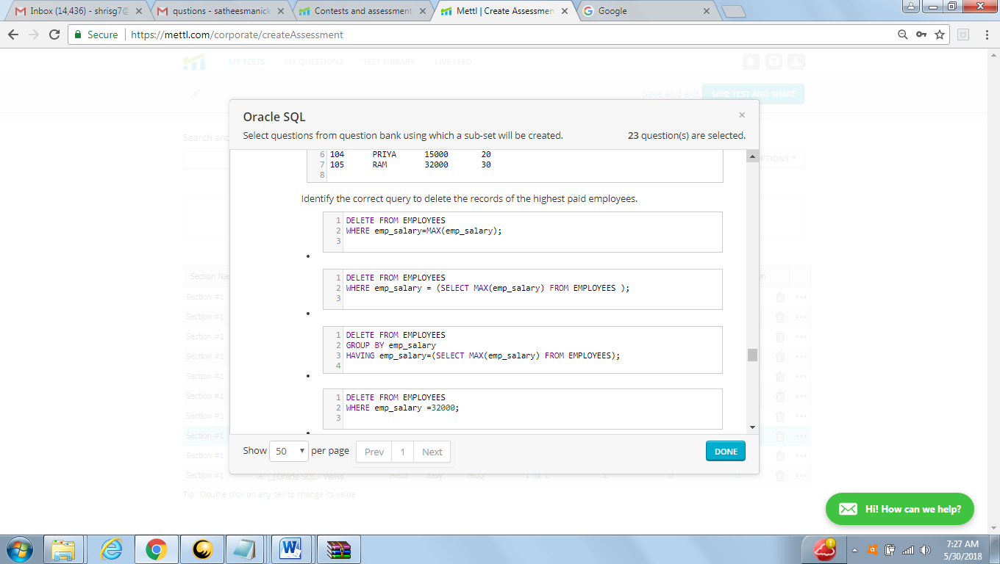 Inbox (14,436) - shrisg7@
qustions - satheesmanick
Contests and assessment
Mettl | Create Assessmen
Google
Secure
https://mettl.com/corporate/createAssessment
MY TESTS MY QUESTIONS TEST LIBRARY LIVE FEED
Save and exit SAVE TEST AND SHARE
Oracle SQL
×
Select questions from question bank using which a sub-set will be created.
23 question(s) are selected.
Search and
PTIONS
6 104 PRIYA 15000 20
7 105 RAM 32000 30
8
Identify the correct query to delete the records of the highest paid employees.
1 DELETE FROM EMPLOYEES
2 WHERE emp_salary=MAX(emp_salary);
3
1 DELETE FROM EMPLOYEES
2 WHERE emp_salary = (SELECT MAX(emp_salary) FROM EMPLOYEES );
3
1 DELETE FROM EMPLOYEES
2 GROUP BY emp_salary
3 HAVING emp_salary=(SELECT MAX(emp_salary) FROM EMPLOYEES);
4
1 DELETE FROM EMPLOYEES
2 WHERE emp_salary =32000;
3
Section Na
Section #1
Section #1
Section #1
Section #1
Section #1
Section #1
Section #1
Section #1
Section #1
Oracle SQL - Views
Mettl Easy MCQ
Show 50 per page Prev 1 Next
DONE
Tip : Double click on any cell to change its value
Hi! How can we help?
7:27 AM
5/30/2018